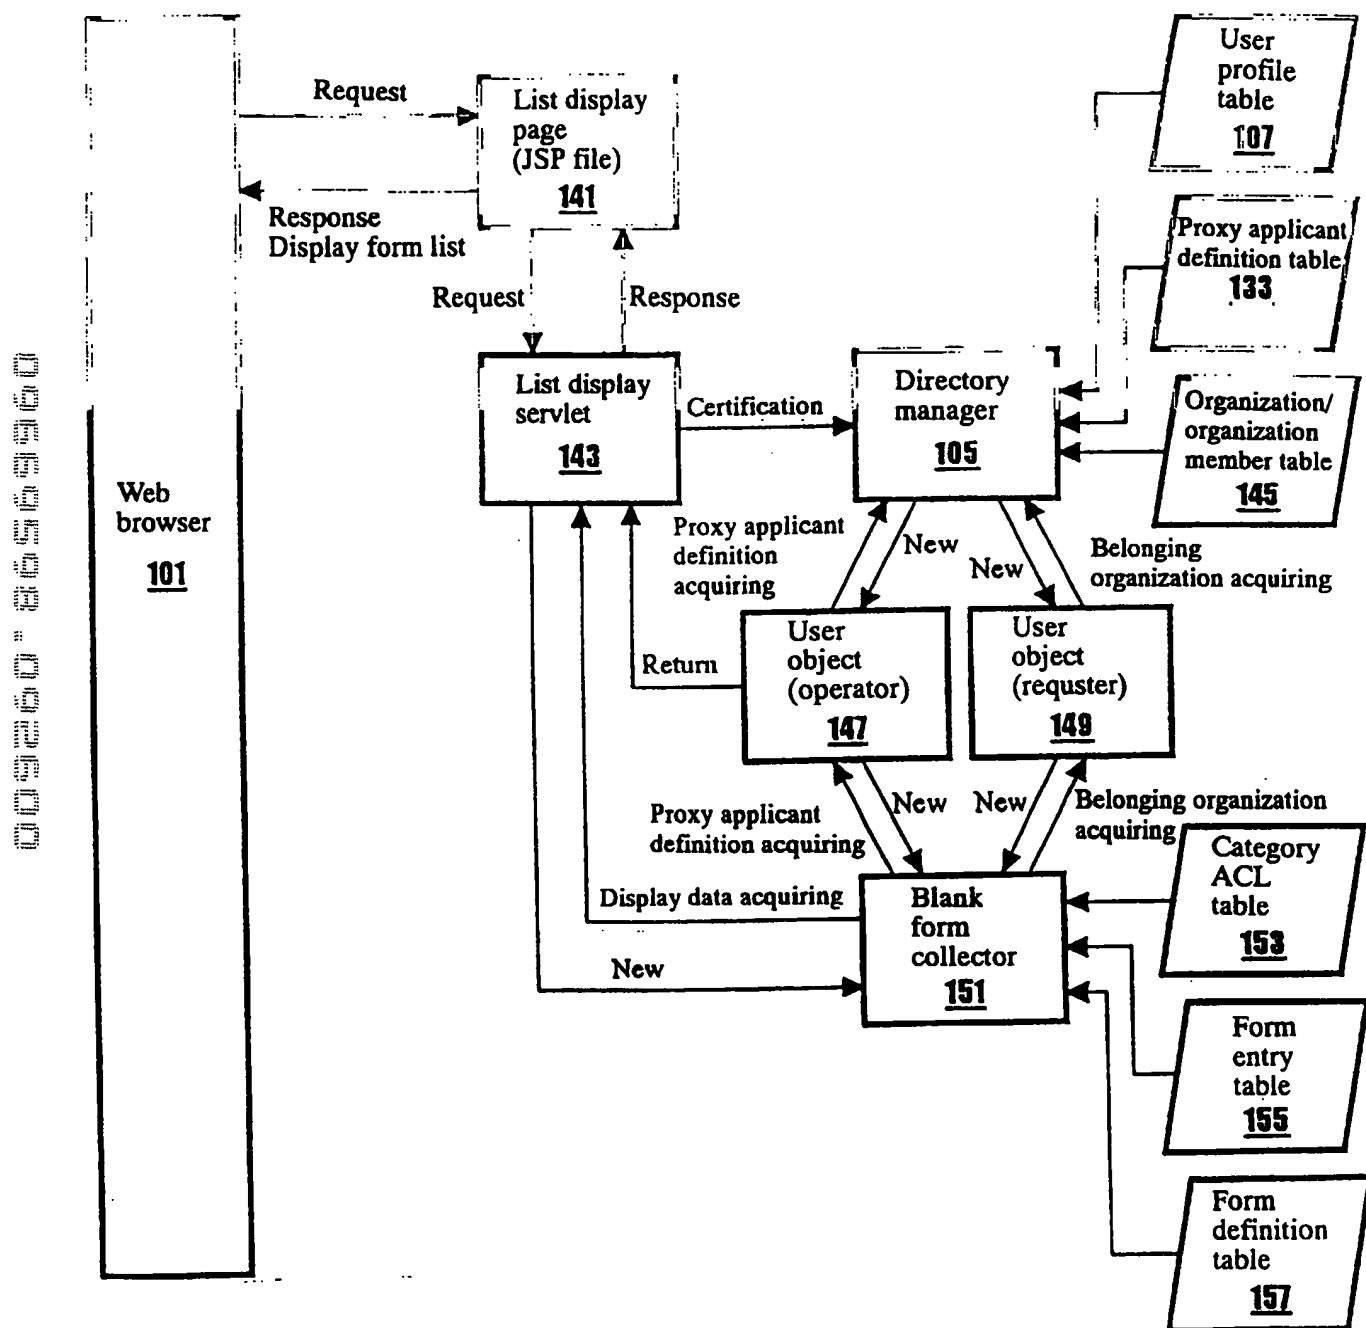 Request
List display
page
(JSP file)
141
Response
Display form list
Request
Response
User
profile
table
107
Proxy applicant
definition table
133
Organization/
organization
member table
145
List display
servlet
143
Certification
Directory
manager
105
Web
browser
101
Proxy applicant
definition
acquiring
New
New
Belonging
organization acquiring
Return
User
object
(operator)
147
User
object
(requster)
149
Proxy applicant
definition acquiring
New
New
Belonging organization
acquiring
Display data acquiring
New
Blank
form
collector
151
Category
ACL
table
153
Form
entry
table
155
Form
definition
table
157